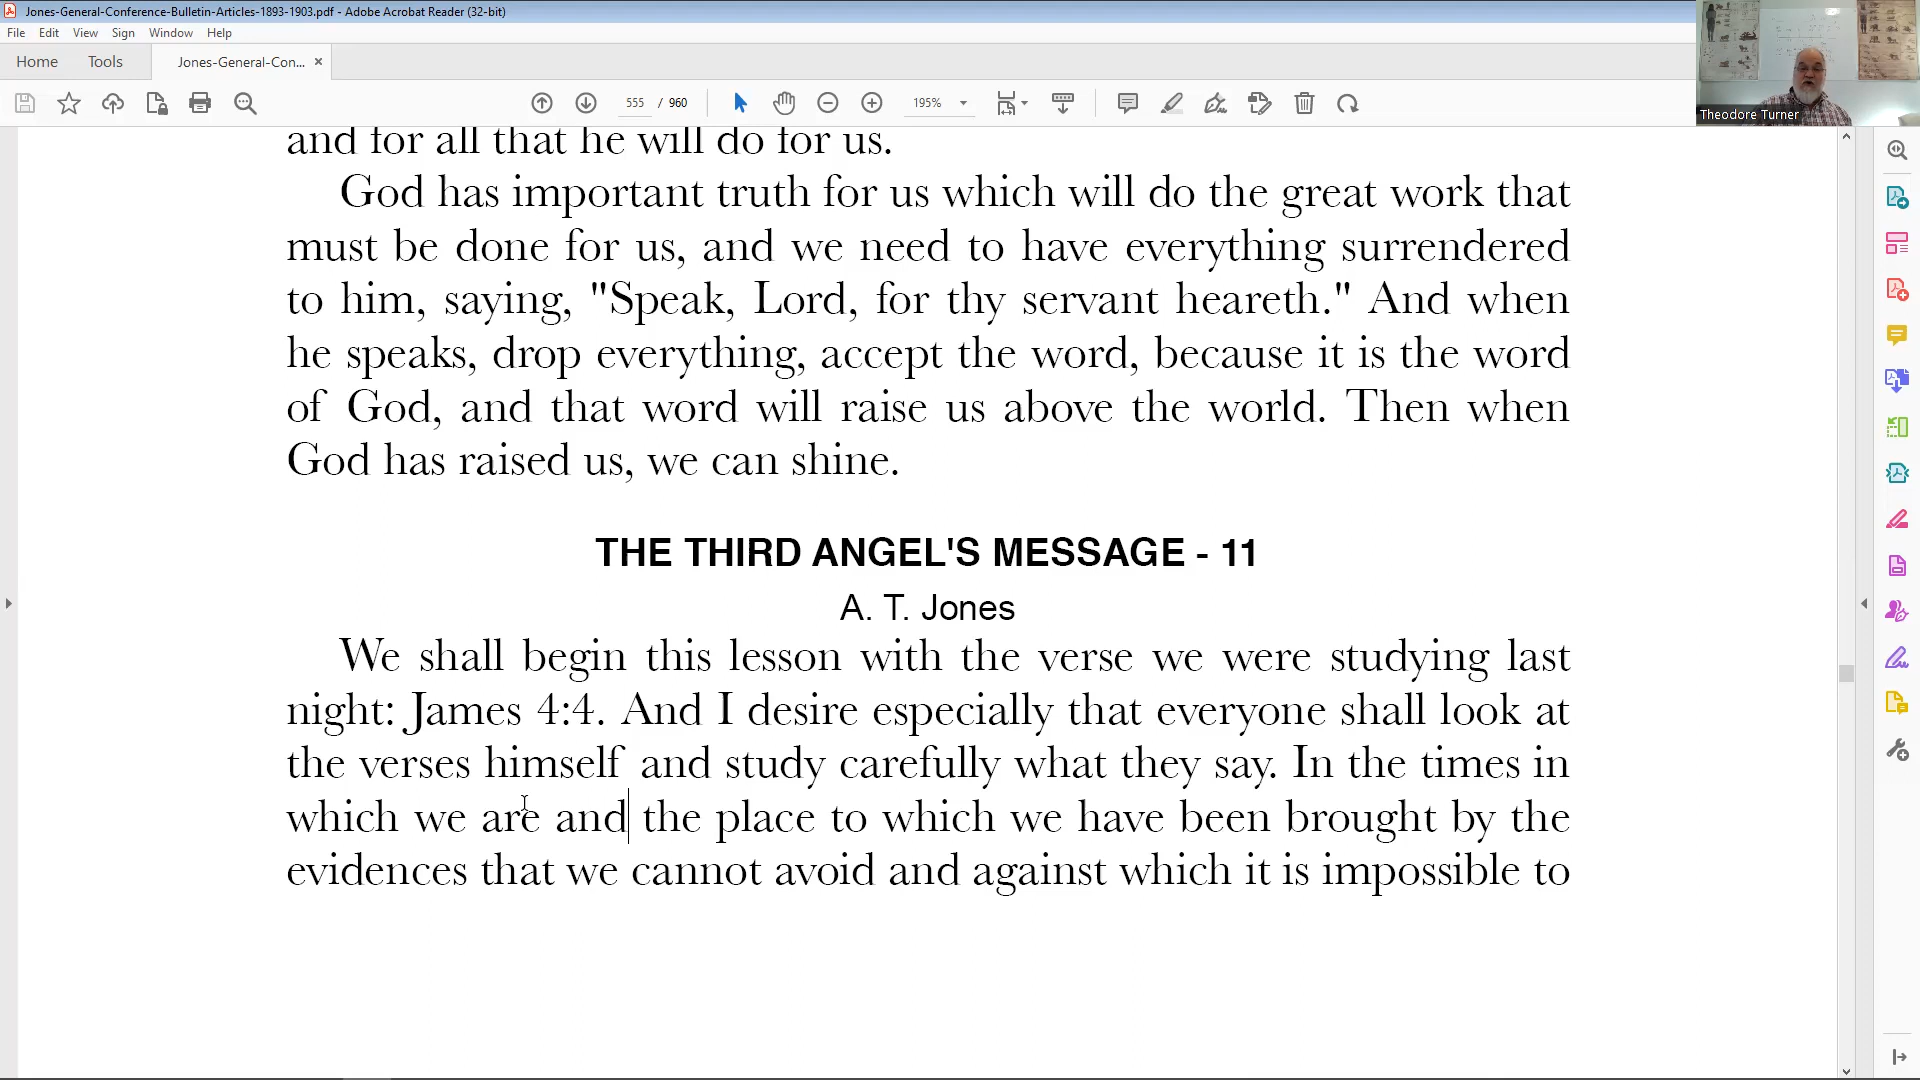 Jones-General-Conference-Bulletin-Articles-1893-1903.pdf - Adobe Acrobat Reader (32-bit)
File Edit View Sign Window Help
Home Tools Jones-General-Con... ×
555 / 960 195%
Theodore Turner
and for all that he will do for us.
God has important truth for us which will do the great work that
must be done for us, and we need to have everything surrendered
to him, saying, "Speak, Lord, for thy servant heareth." And when
he speaks, drop everything, accept the word, because it is the word
of God, and that word will raise us above the world. Then when
God has raised us, we can shine.
THE THIRD ANGEL'S MESSAGE - 11
A. T. Jones
We shall begin this lesson with the verse we were studying last
night: James 4:4. And I desire especially that everyone shall look at
the verses himself and study carefully what they say. In the times in
which we are and the place to which we have been brought by the
evidences that we cannot avoid and against which it is impossible to